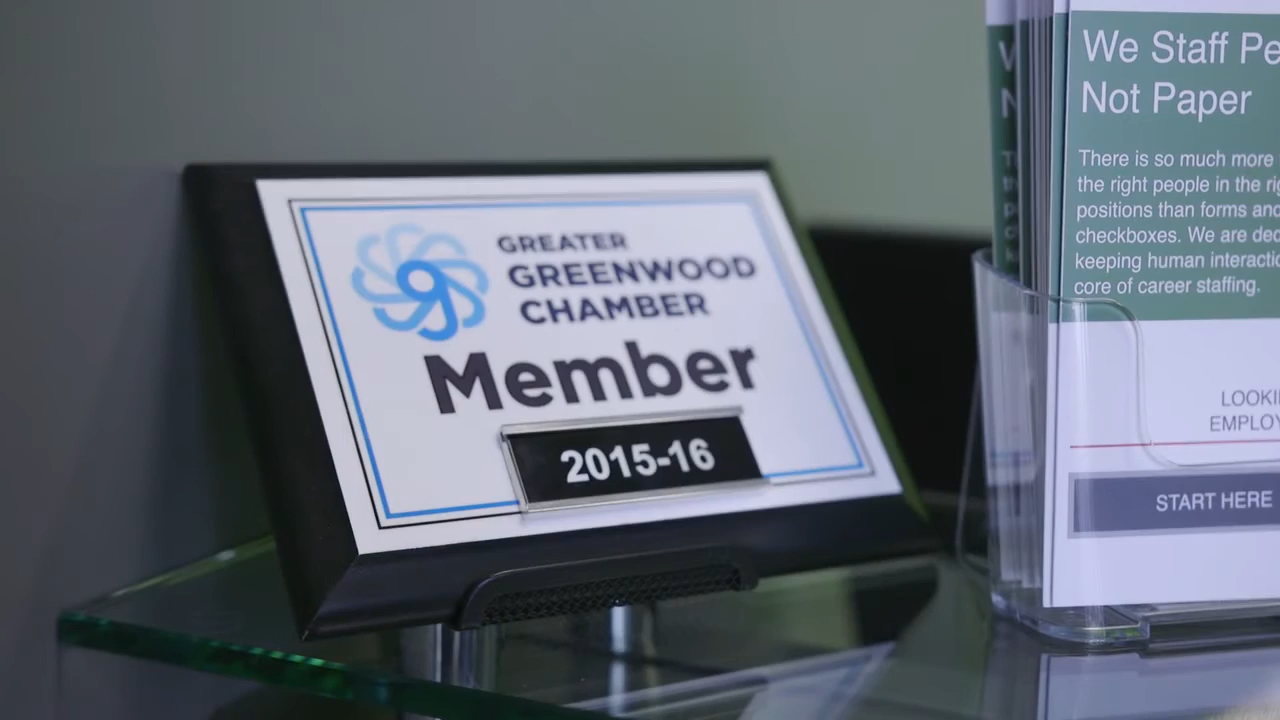 GREATER
GREENWOOD
CHAMBER
Member
2015-16
We Staff Pe
Not Paper
There is so much more
the right people in the rig
positions than forms and
checkboxes. We are dec
keeping human interactio
core of career staffing.
LOOKI
EMPLOY
START HERE